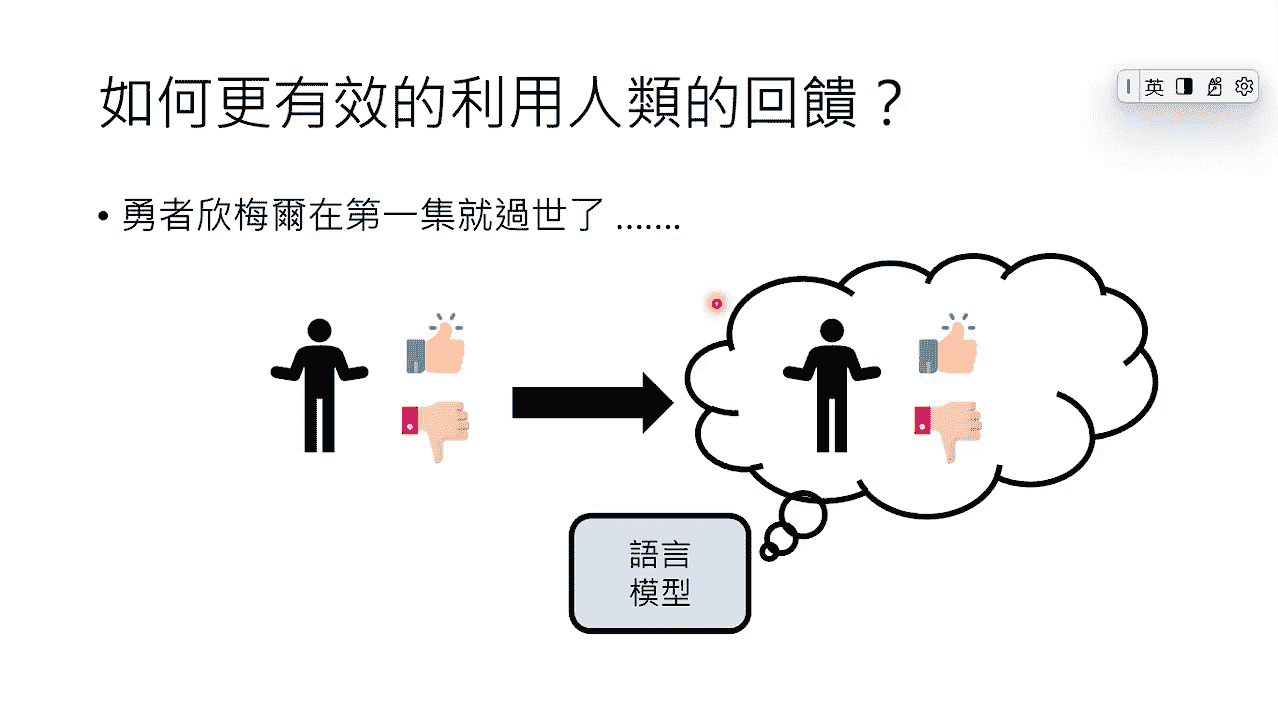 如何更有效的利用人類的回饋？
英
• 勇者欣梅爾在第一集就過世了 .......
語言
模型